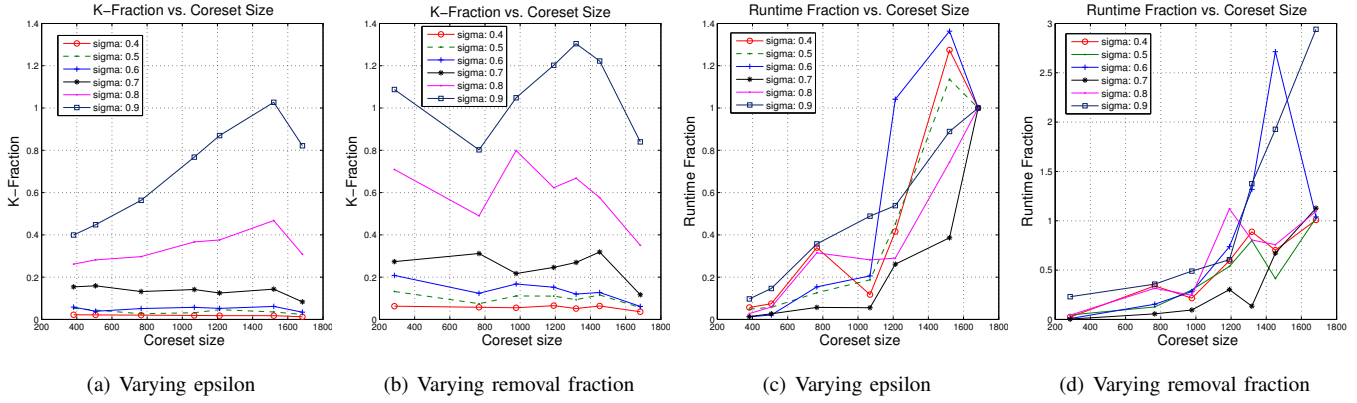 K−Fraction vs. Coreset Size
K−Fraction
1.4
1.2
1
0.8
0.6
0.4
0.2
0
sigma: 0.4
sigma: 0.5
sigma: 0.6
sigma: 0.7
sigma: 0.8
sigma: 0.9
200 400 600 800 1000 1200 1400 1600 1800
Coreset size
(a) Varying epsilon
K−Fraction vs. Coreset Size
K−Fraction
1.4
1.2
1
0.8
0.6
0.4
0.2
0
sigma: 0.4
sigma: 0.5
sigma: 0.6
sigma: 0.7
sigma: 0.8
sigma: 0.9
200 400 600 800 1000 1200 1400 1600 1800
Coreset size
(b) Varying removal fraction
Runtime Fraction vs. Coreset Size
Runtime Fraction
1.4
1.2
1
0.8
0.6
0.4
0.2
0
sigma: 0.4
sigma: 0.5
sigma: 0.6
sigma: 0.7
sigma: 0.8
sigma: 0.9
200 400 600 800 1000 1200 1400 1600 1800
Coreset size
(c) Varying epsilon
Runtime Fraction vs. Coreset Size
Runtime Fraction
3
2.5
2
1.5
1
0.5
0
sigma: 0.4
sigma: 0.5
sigma: 0.6
sigma: 0.7
sigma: 0.8
sigma: 0.9
200 400 600 800 1000 1200 1400 1600 1800
Coreset size
(d) Varying removal fraction